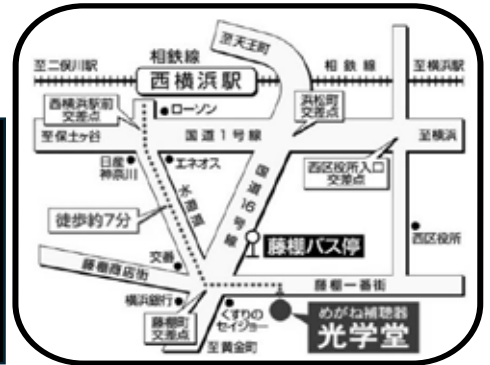 至二俣川駅
相鉄線
西横浜駅
至天王町
相鉄線
至横浜駅
西横浜駅前
交差点
ローソン
浜松町
交差点
至保土ヶ谷
国道1号線
至横浜
日産
神奈川
エネオス
水道道
国道16号線
西区役所入口
交差点
徒歩約7分
藤棚バス停
西区役所
交番
藤棚商店街
藤棚一番街
横浜銀行
藤棚町
交差点
くすりの
セイジョー
至黄金町
めがね補聴器
光学堂